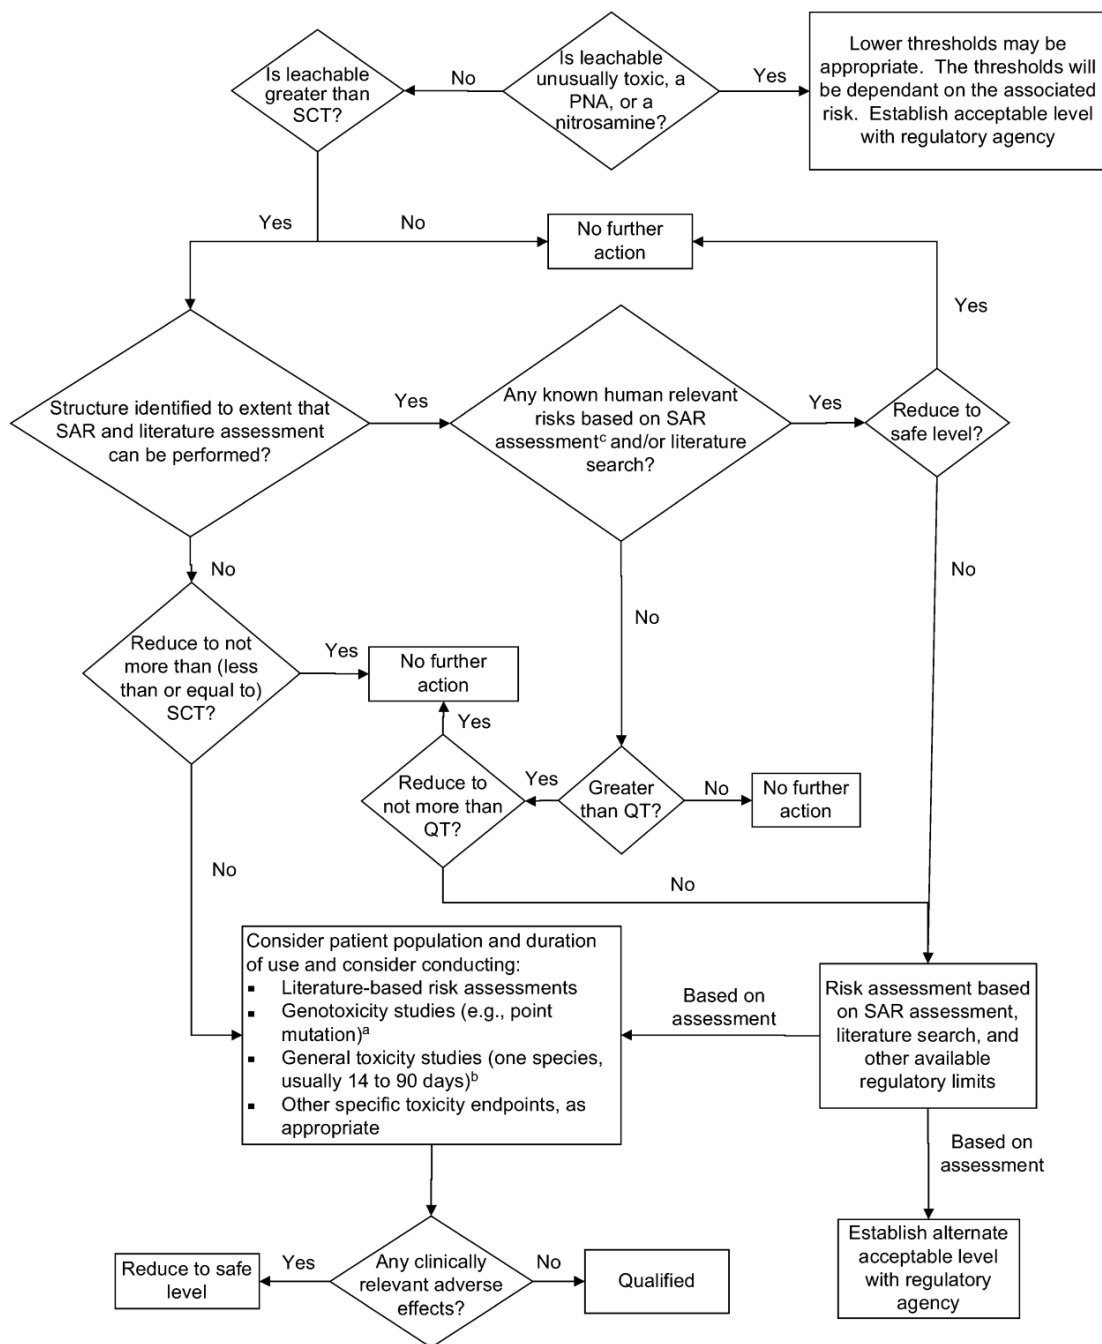 Is leachable
greater than
SCT?
No
Is leachable
unusually toxic, a
PNA, or a
nitrosamine?
Yes
Lower thresholds may be
appropriate. The thresholds will
be dependant on the associated
risk. Establish acceptable level
with regulatory agency
Yes
No
No further
action
Yes
Structure identified to extent that
SAR and literature assessment
can be performed?
Yes
Any known human relevant
risks based on SAR
assessmentᶜ and/or literature
search?
Yes
Reduce to
safe level?
No
No
No
Reduce to not
more than (less
than or equal to)
SCT?
Yes
No further
action
Yes
Reduce to
not more than
QT?
Yes
Greater
than QT?
No
No further
action
No
No
Consider patient population and duration
of use and consider conducting:
▪ Literature-based risk assessments
▪ Genotoxicity studies (e.g., point
mutation)ᵃ
▪ General toxicity studies (one species,
usually 14 to 90 days)ᵇ
▪ Other specific toxicity endpoints, as
appropriate
Based on
assessment
Risk assessment based
on SAR assessment,
literature search, and
other available
regulatory limits
Based on
assessment
Reduce to safe
level
Yes
Any clinically
relevant adverse
effects?
No
Qualified
Establish alternate
acceptable level
with regulatory
agency